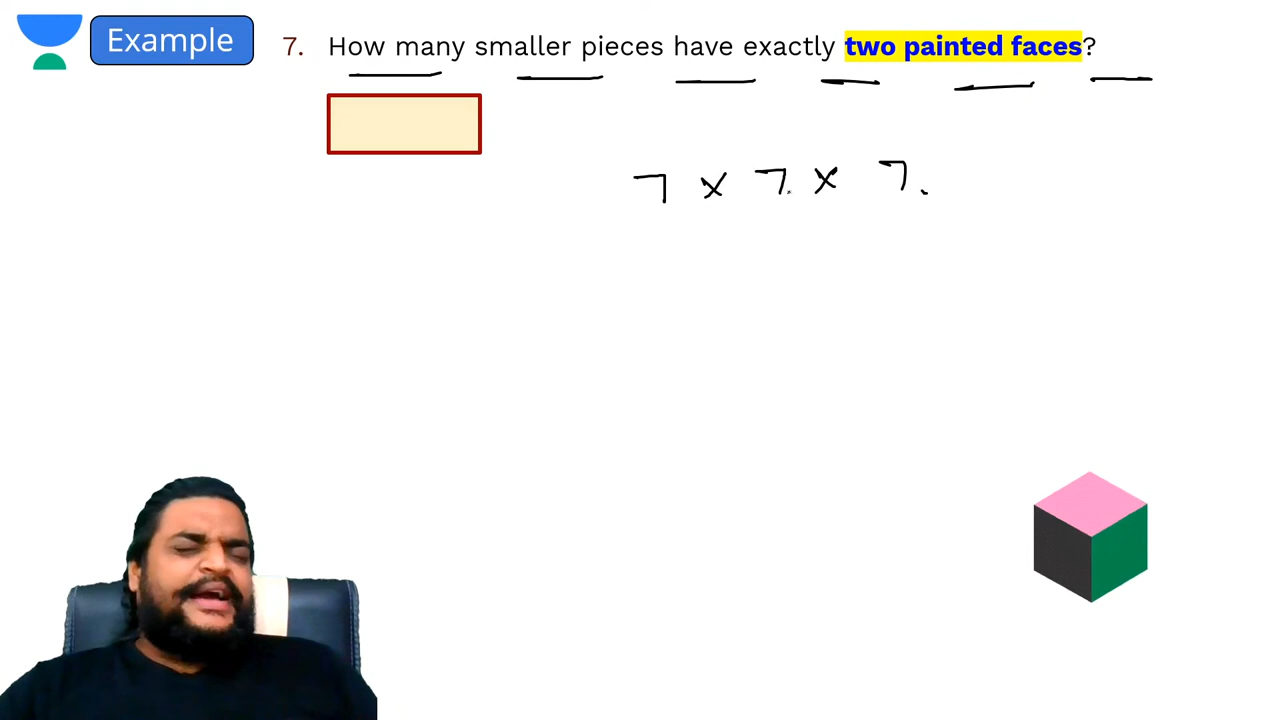 Example
7. How many smaller pieces have exactly two painted faces?
7 × 7 × 7.